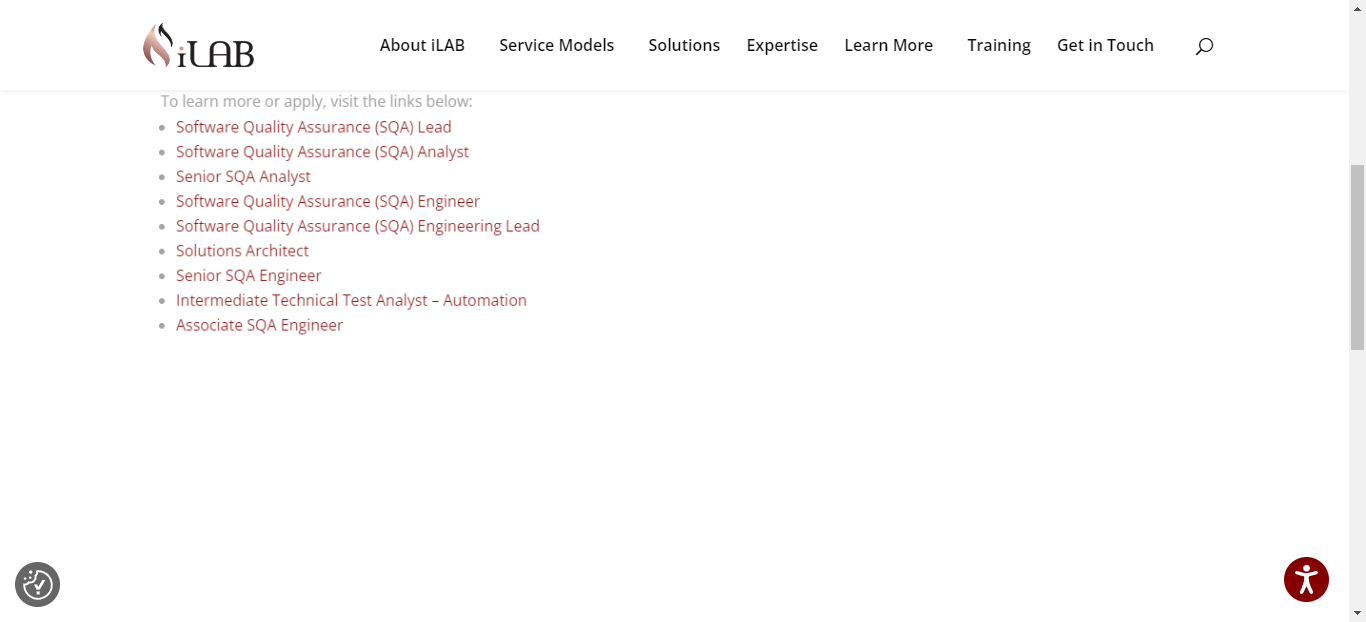 iLAB
About iLAB Service Models Solutions Expertise Learn More Training Get in Touch
To learn more or apply, visit the links below:
Software Quality Assurance (SQA) Lead
Software Quality Assurance (SQA) Analyst
Senior SQA Analyst
Software Quality Assurance (SQA) Engineer
Software Quality Assurance (SQA) Engineering Lead
Solutions Architect
Senior SQA Engineer
Intermediate Technical Test Analyst – Automation
Associate SQA Engineer